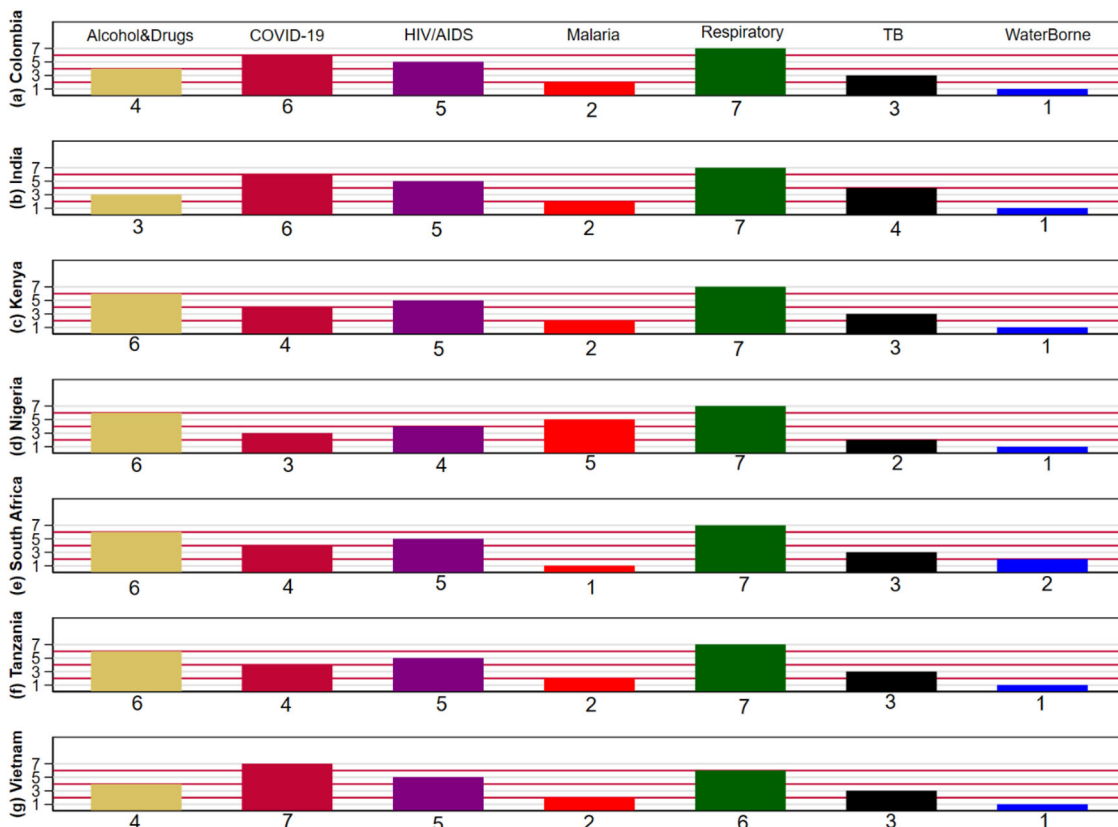 Alcohol&Drugs COVID-19 HIV/AIDS Malaria Respiratory TB WaterBorne
(a) Colombia
7
5
3
1
4 6 5 2 7 3 1
(b) India
7
5
3
1
3 6 5 2 7 4 1
(c) Kenya
7
5
3
1
6 4 5 2 7 3 1
(d) Nigeria
7
5
3
1
6 3 4 5 7 2 1
(e) South Africa
7
5
3
1
6 4 5 1 7 3 2
(f) Tanzania
7
5
3
1
6 4 5 2 7 3 1
(g) Vietnam
7
5
3
1
4 7 5 2 6 3 1